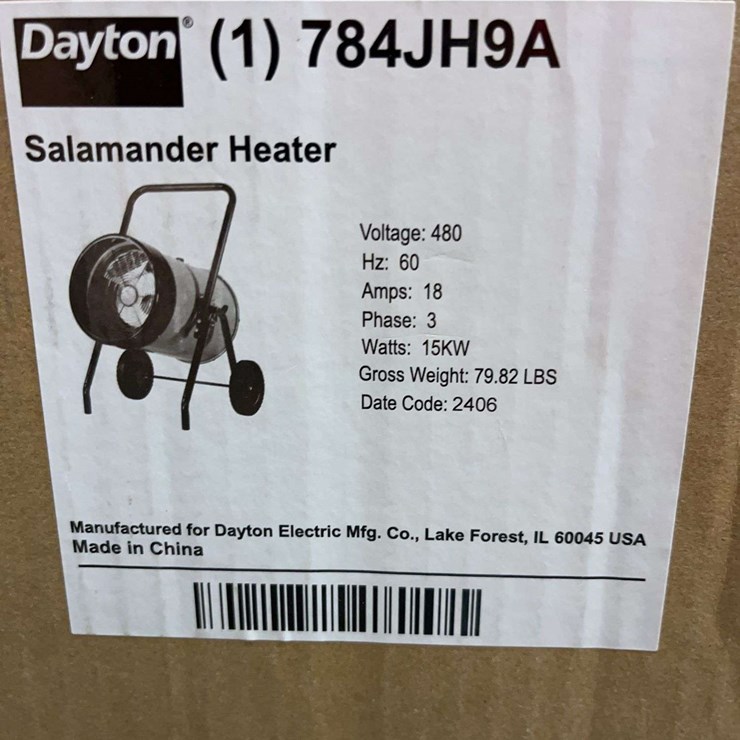 Dayton® (1) 784JH9A
Salamander Heater
Voltage: 480
Hz: 60
Amps: 18
Phase: 3
Watts: 15KW
Gross Weight: 79.82 LBS
Date Code: 2406
Manufactured for Dayton Electric Mfg. Co., Lake Forest, IL 60045 USA
Made in China